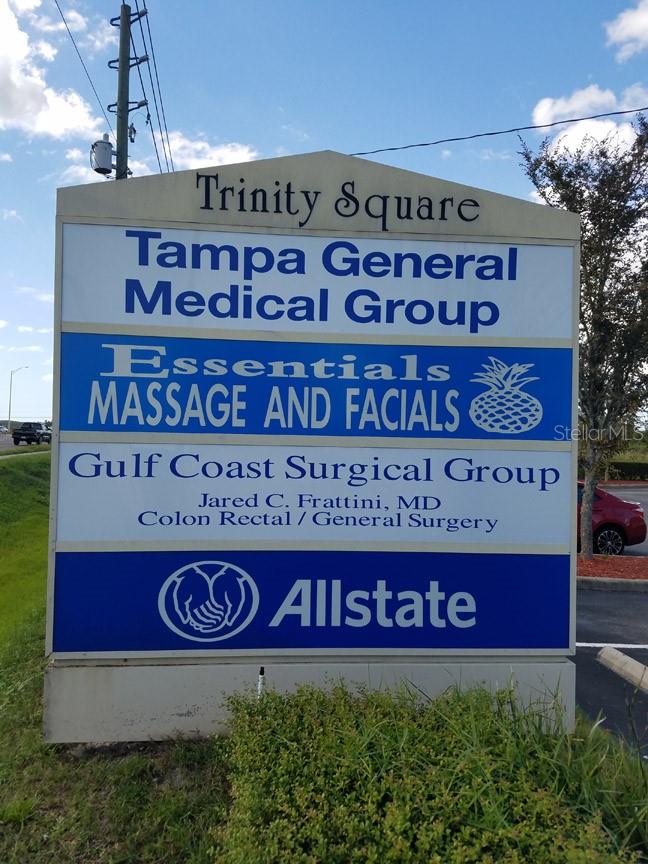 Trinity Square
Tampa General
Medical Group
Essentials
MASSAGE AND FACIALS
Gulf Coast Surgical Group
Jared C. Frattini, MD
Colon Rectal / General Surgery
Allstate
StellarMLS